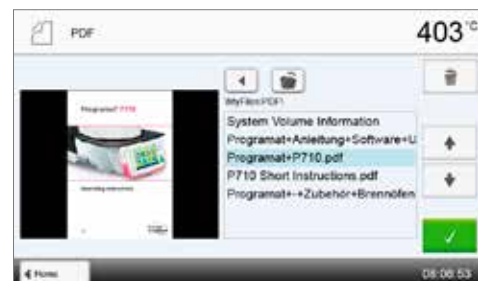 PDF
403 °C
\MyFiles\PDF\
System Volume Information
Programat+Anleitung+Software+U
Programat+P710.pdf
P710 Short Instructions.pdf
Programat+-+Zubehör+Brennöfen
Programat® P710
Operating Instructions
Home
08:08:53